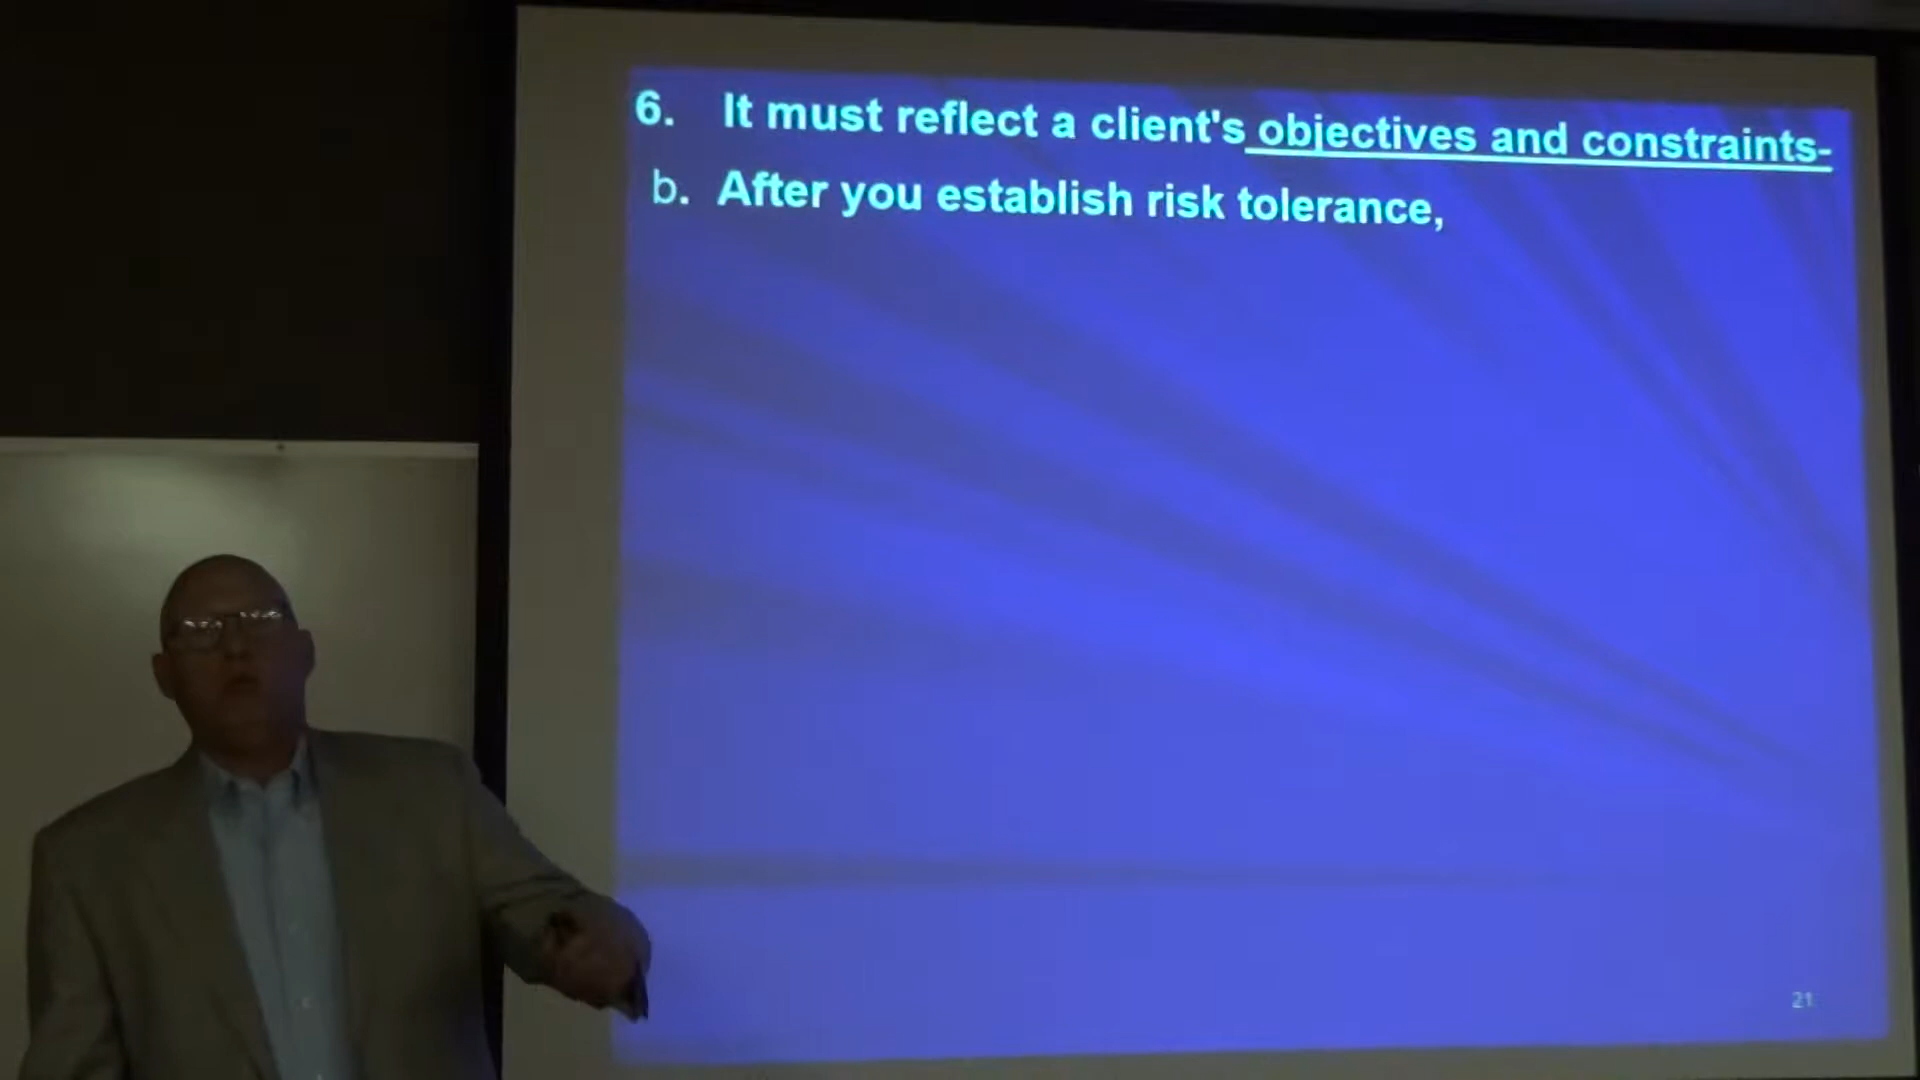 6. It must reflect a client's objectives and constraints-
b. After you establish risk tolerance,
21